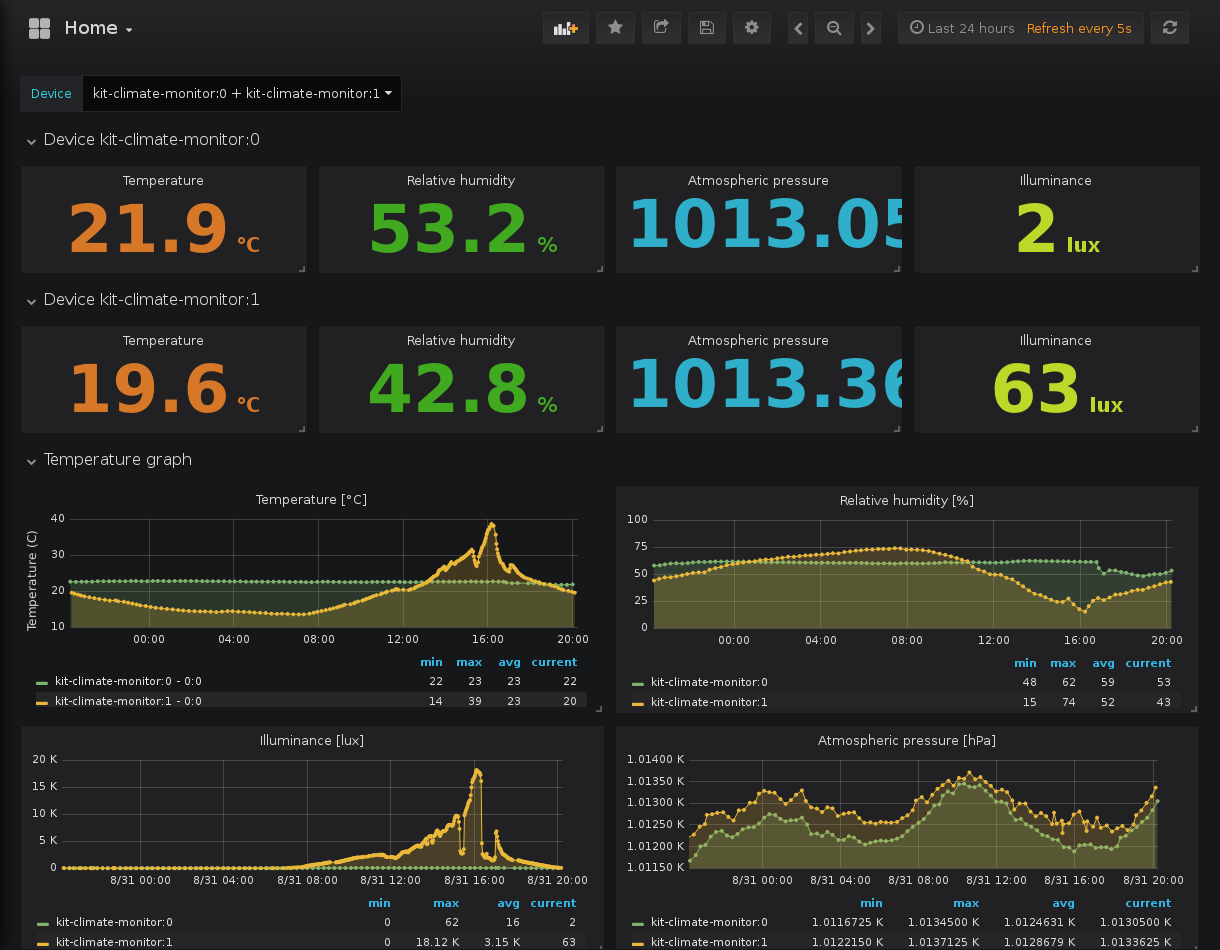 Home
Last 24 hours Refresh every 5s
Device kit-climate-monitor:0 + kit-climate-monitor:1
Device kit-climate-monitor:0
Temperature Relative humidity Atmospheric pressure Illuminance
21.9 °C 53.2 % 1013.05 2 lux
Device kit-climate-monitor:1
Temperature Relative humidity Atmospheric pressure Illuminance
19.6 °C 42.8 % 1013.36 63 lux
Temperature graph
Temperature [°C]
Temperature (C)
40
30
20
10
00:00 04:00 08:00 12:00 16:00 20:00
min max avg current
kit-climate-monitor:0 - 0:0 22 23 23 22
kit-climate-monitor:1 - 0:0 14 39 23 20
Relative humidity [%]
100
75
50
25
0
00:00 04:00 08:00 12:00 16:00 20:00
min max avg current
kit-climate-monitor:0 48 62 59 53
kit-climate-monitor:1 15 74 52 43
Illuminance [lux]
20 K
15 K
10 K
5 K
0
8/31 00:00 8/31 04:00 8/31 08:00 8/31 12:00 8/31 16:00 8/31 20:00
min max avg current
kit-climate-monitor:0 0 62 16 2
kit-climate-monitor:1 0 18.12 K 3.15 K 63
Atmospheric pressure [hPa]
1.01400 K
1.01350 K
1.01300 K
1.01250 K
1.01200 K
1.01150 K
8/31 00:00 8/31 04:00 8/31 08:00 8/31 12:00 8/31 16:00 8/31 20:00
min max avg current
kit-climate-monitor:0 1.0116725 K 1.0134500 K 1.0124631 K 1.0130500 K
kit-climate-monitor:1 1.0122150 K 1.0137125 K 1.0128679 K 1.0133625 K